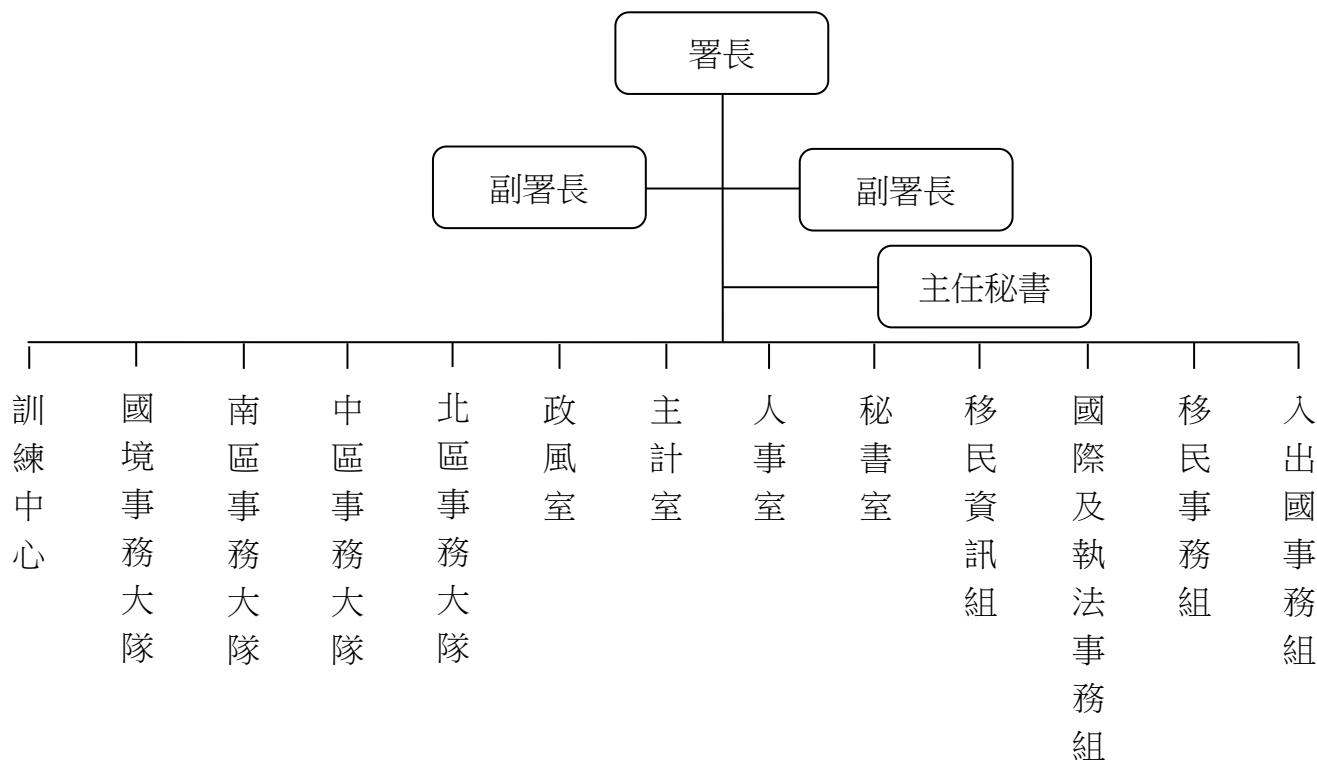 署長
副署長
副署長
主任秘書
訓練中心
國境事務大隊
南區事務大隊
中區事務大隊
北區事務大隊
政風室
主計室
人事室
秘書室
移民資訊組
國際及執法事務組
移民事務組
入出國事務組